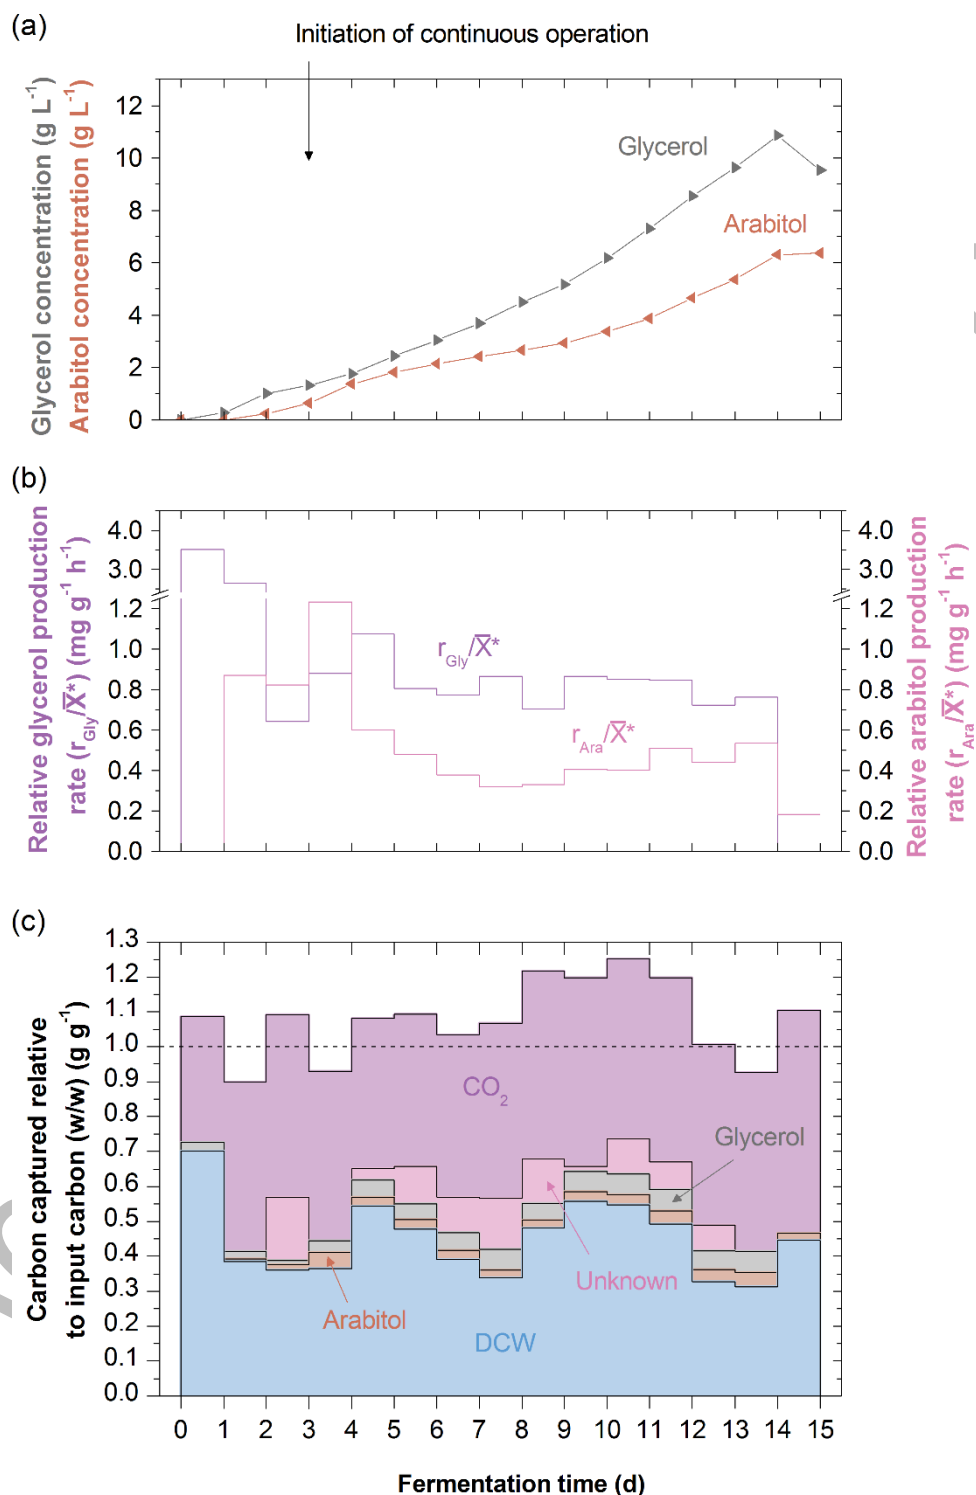 (a)
Initiation of continuous operation
Glycerol concentration (g L⁻¹)
Arabitol concentration (g L⁻¹)
12
10
8
6
4
2
0
Glycerol
Arabitol
(b)
Relative glycerol production
rate (r_Gly/X̅*) (mg g⁻¹ h⁻¹)
4.0
3.0
1.2
1.0
0.8
0.6
0.4
0.2
0.0
r_Gly/X̅*
r_Ara/X̅*
4.0
3.0
1.2
1.0
0.8
0.6
0.4
0.2
0.0
Relative arabitol production
rate (r_Ara/X̅*) (mg g⁻¹ h⁻¹)
(c)
Carbon captured relative
to input carbon (w/w) (g g⁻¹)
1.3
1.2
1.1
1.0
0.9
0.8
0.7
0.6
0.5
0.4
0.3
0.2
0.1
0.0
CO₂
Glycerol
Unknown
Arabitol
DCW
0 1 2 3 4 5 6 7 8 9 10 11 12 13 14 15
Fermentation time (d)